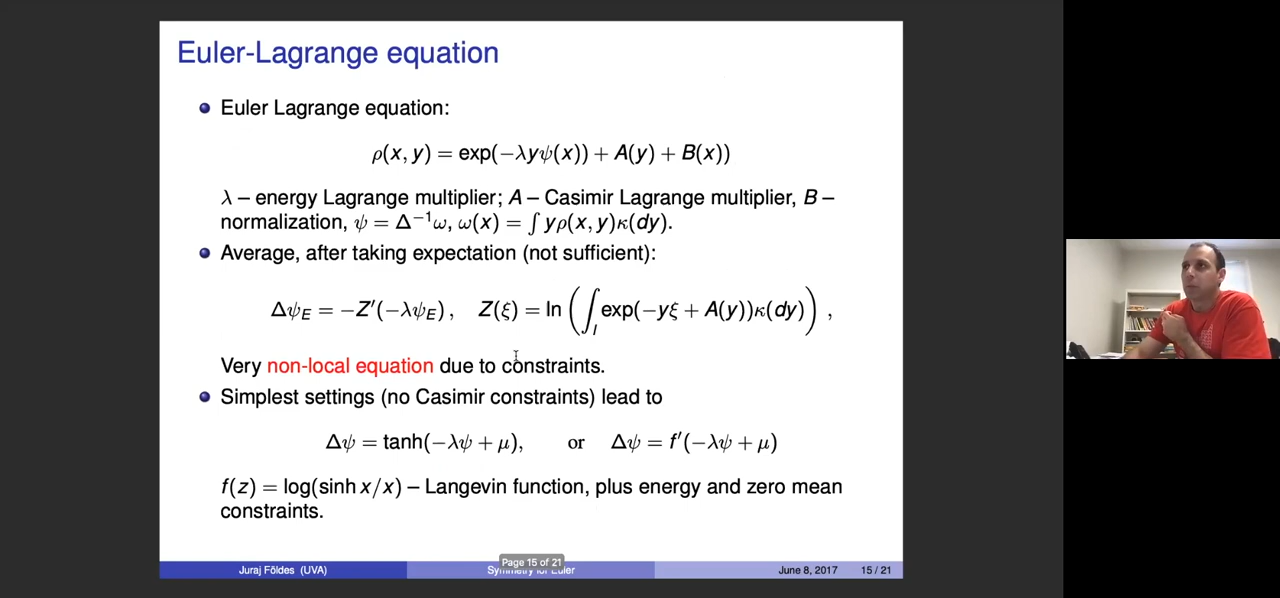 Euler-Lagrange equation
Euler Lagrange equation:
ρ(x, y) = exp(−λyψ(x)) + A(y) + B(x))
λ – energy Lagrange multiplier; A – Casimir Lagrange multiplier, B –
normalization, ψ = Δ⁻¹ω, ω(x) = ∫ yρ(x, y)κ(dy).
Average, after taking expectation (not sufficient):
Δψ_E = −Z′(−λψ_E), Z(ξ) = ln (∫_I exp(−yξ + A(y))κ(dy)) ,
Very non-local equation due to constraints.
Simplest settings (no Casimir constraints) lead to
Δψ = tanh(−λψ + μ), or Δψ = f′(−λψ + μ)
f(z) = log(sinh x/x) – Langevin function, plus energy and zero mean
constraints.
Page 15 of 21
Juraj Földes (UVA) Symmetry for Euler June 8, 2017 15 / 21